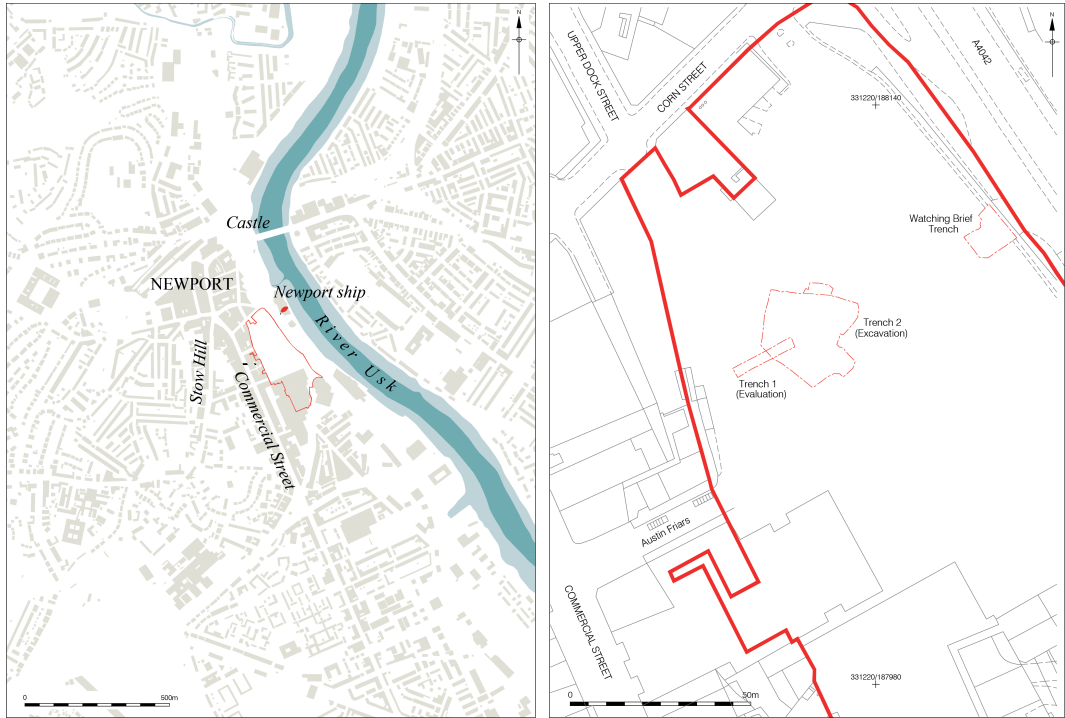 N
Castle
NEWPORT
Newport ship
River Usk
Stow Hill
Commercial Street
0 500m
N
UPPER DOCK STREET
CORN STREET
A4042
331220/188140
Watching Brief
Trench
Trench 2
(Excavation)
Trench 1
(Evaluation)
Austin Friars
COMMERCIAL STREET
331220/187980
0 50m